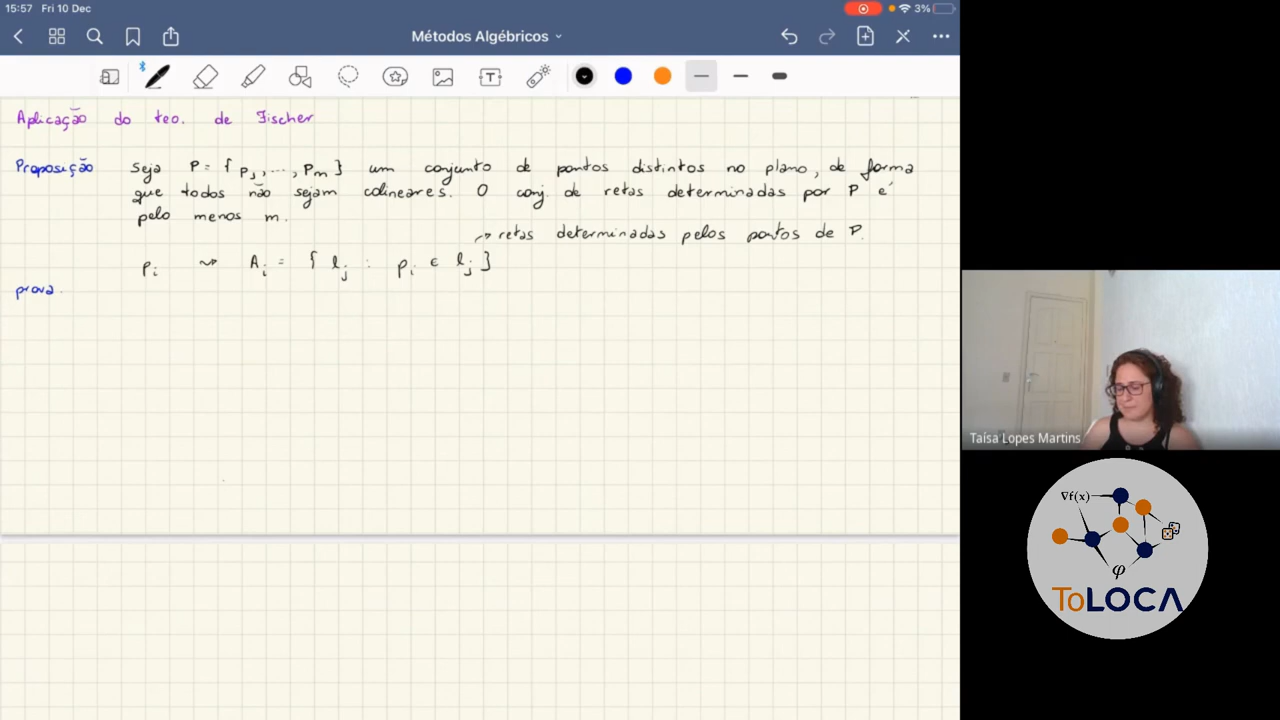 15:57 Fri 10 Dec 3%
Métodos Algébricos
Aplicação do teo. de Fischer
Proposição Seja P = { p₁, ..., pₘ } um conjunto de pontos distintos no plano, de forma
que todos não sejam colineares. O conj. de retas determinadas por P é
pelo menos m.
retas determinadas pelos pontos de P.
pᵢ ⇝ Aᵢ = { lⱼ : pᵢ ∈ lⱼ }
prova.
Taísa Lopes Martins
∇f(x)
φ
ToLOCA